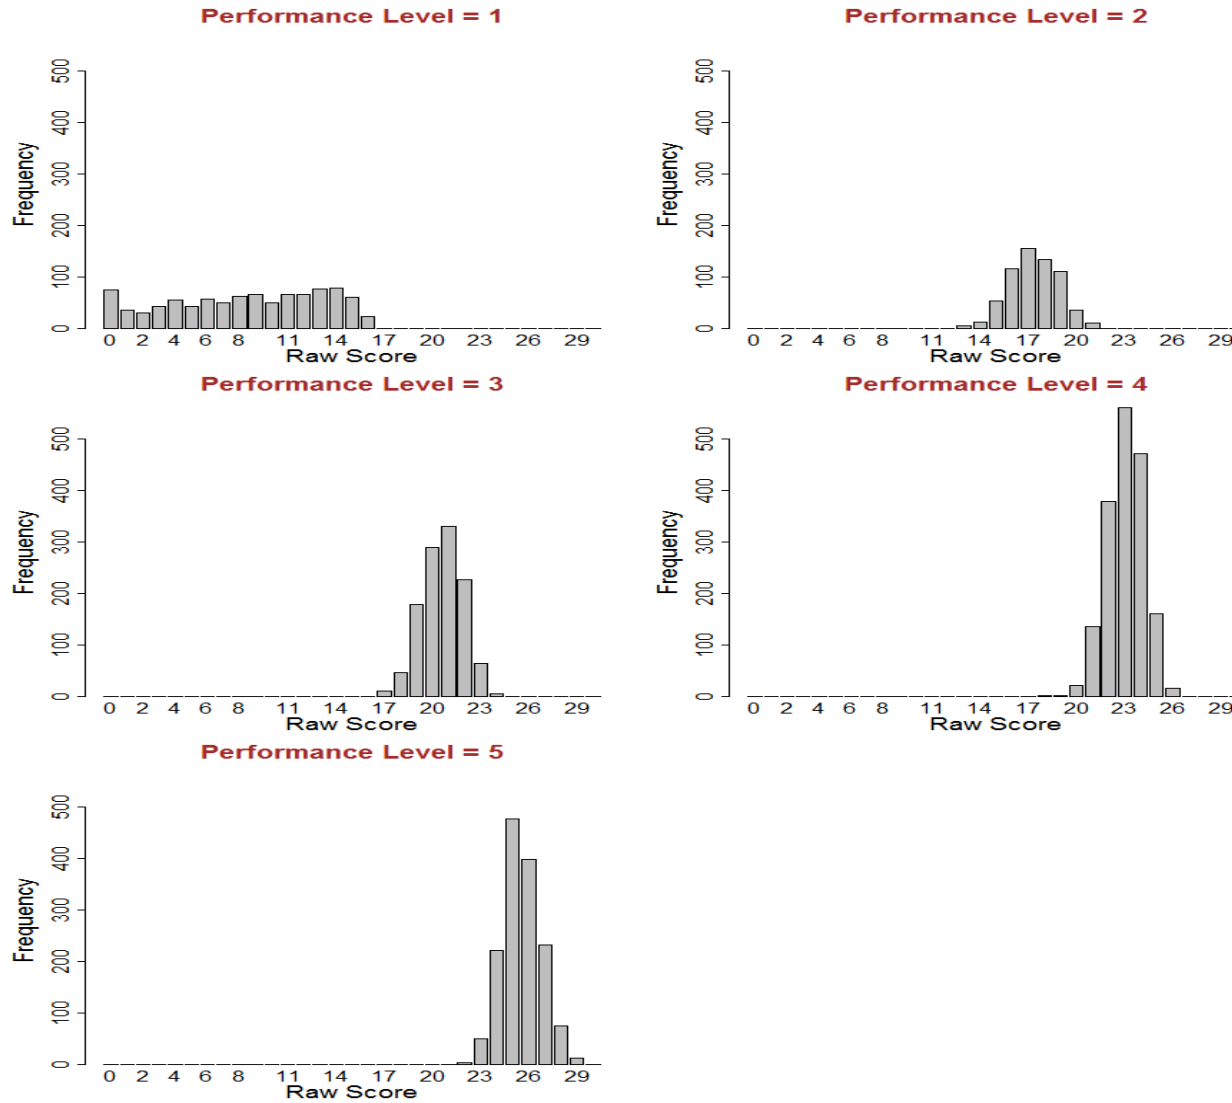 Performance Level = 1
Frequency
500
400
300
200
100
0
0 2 4 6 8 11 14 17 20 23 26 29
Raw Score
Performance Level = 2
Frequency
500
400
300
200
100
0
0 2 4 6 8 11 14 17 20 23 26 29
Raw Score
Performance Level = 3
Frequency
500
400
300
200
100
0
0 2 4 6 8 11 14 17 20 23 26 29
Raw Score
Performance Level = 4
Frequency
500
400
300
200
100
0
0 2 4 6 8 11 14 17 20 23 26 29
Raw Score
Performance Level = 5
Frequency
500
400
300
200
100
0
0 2 4 6 8 11 14 17 20 23 26 29
Raw Score